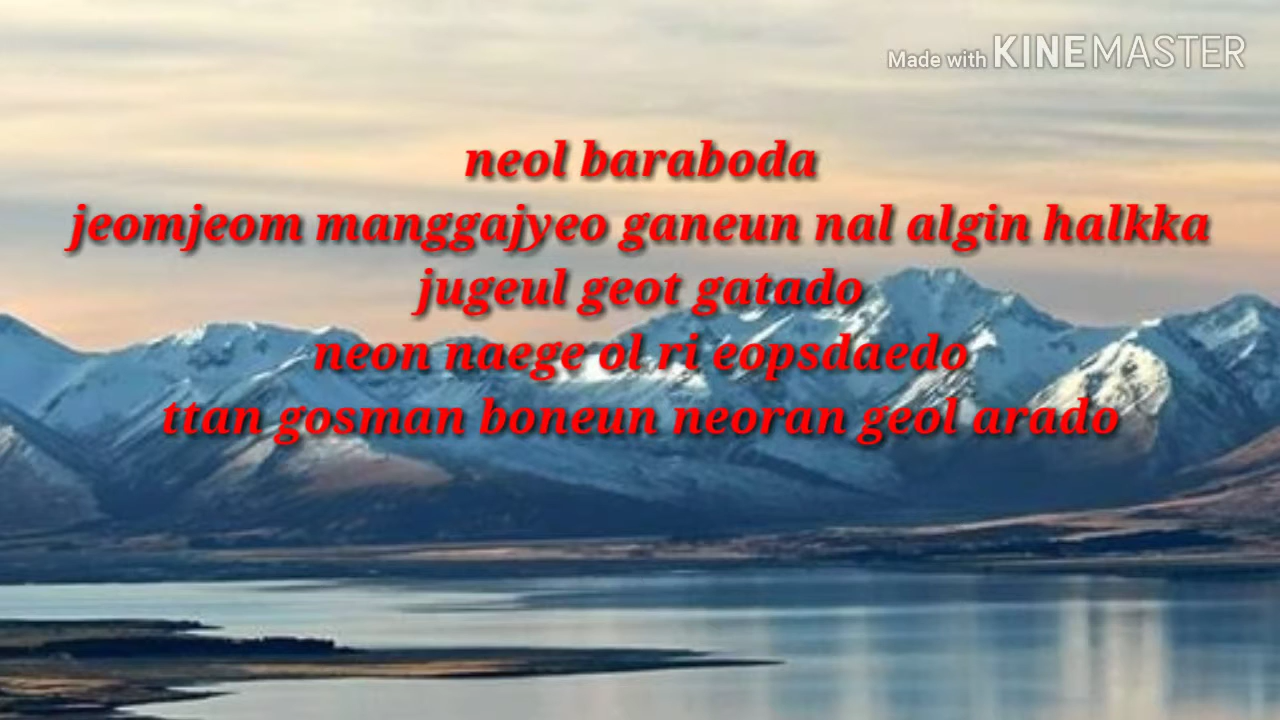 Made with KINEMASTER
neol baraboda
jeomjeom manggajyeo ganeun nal algin halkka
jugeul geot gatado
neon naege ol ri eopsdaedo
ttan gosman boneun neoran geol arado